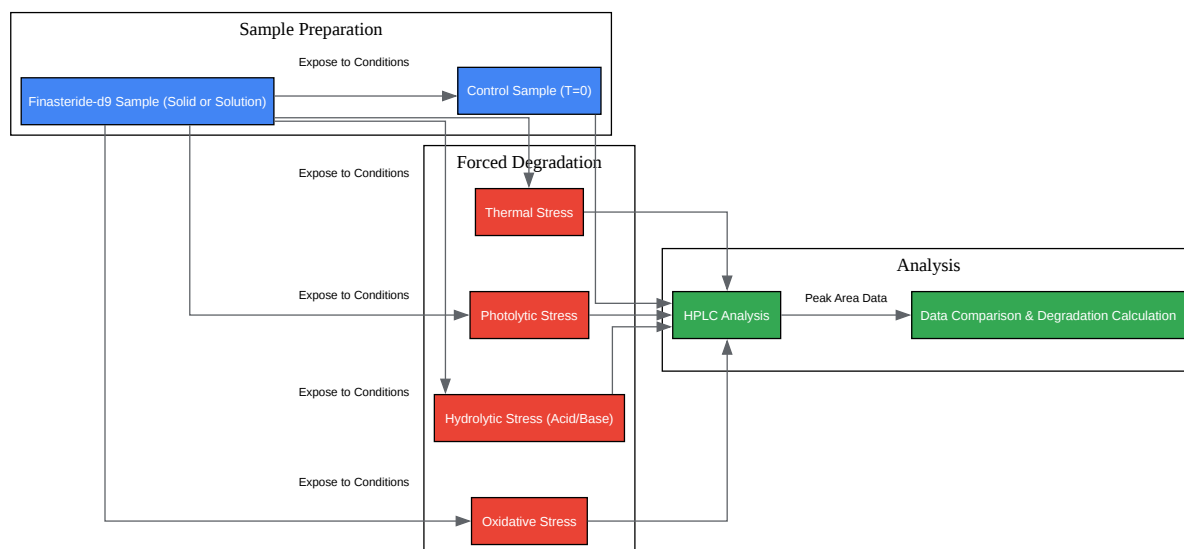 Sample Preparation
Expose to Conditions
Finasteride-d9 Sample (Solid or Solution)
Control Sample (T=0)
Forced Degradation
Expose to Conditions
Thermal Stress
Analysis
Expose to Conditions
Photolytic Stress
HPLC Analysis
Peak Area Data
Data Comparison & Degradation Calculation
Expose to Conditions
Hydrolytic Stress (Acid/Base)
Expose to Conditions
Oxidative Stress